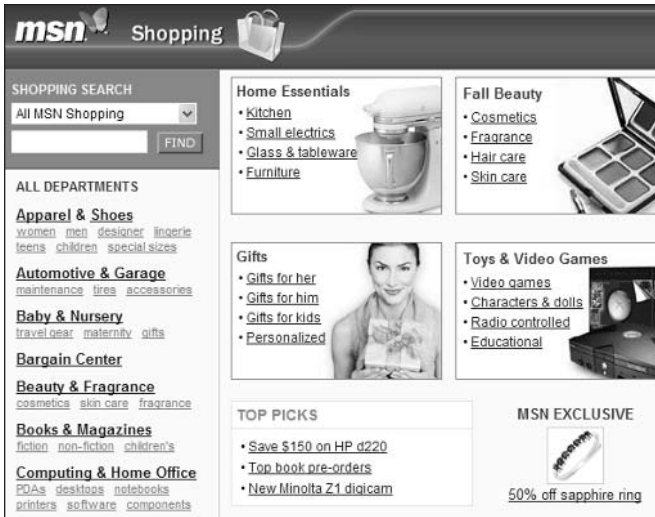 msn Shopping
SHOPPING SEARCH
All MSN Shopping
FIND
ALL DEPARTMENTS
Apparel & Shoes
women men designer lingerie
teens children special sizes
Automotive & Garage
maintenance tires accessories
Baby & Nursery
travel gear maternity gifts
Bargain Center
Beauty & Fragrance
cosmetics skin care fragrance
Books & Magazines
fiction non-fiction children's
Computing & Home Office
PDAs desktops notebooks
printers software components
Home Essentials
• Kitchen
• Small electrics
• Glass & tableware
• Furniture
Fall Beauty
• Cosmetics
• Fragrance
• Hair care
• Skin care
Gifts
• Gifts for her
• Gifts for him
• Gifts for kids
• Personalized
Toys & Video Games
• Video games
• Characters & dolls
• Radio controlled
• Educational
TOP PICKS
• Save $150 on HP d220
• Top book pre-orders
• New Minolta Z1 digicam
MSN EXCLUSIVE
50% off sapphire ring